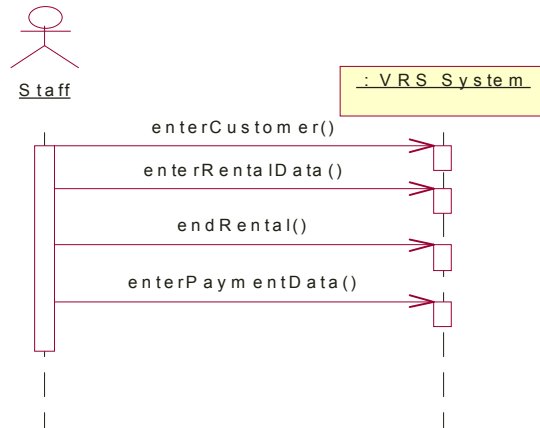 Staff
: VRS System
enterCustomer()
enterRentalData()
endRental()
enterPaymentData()